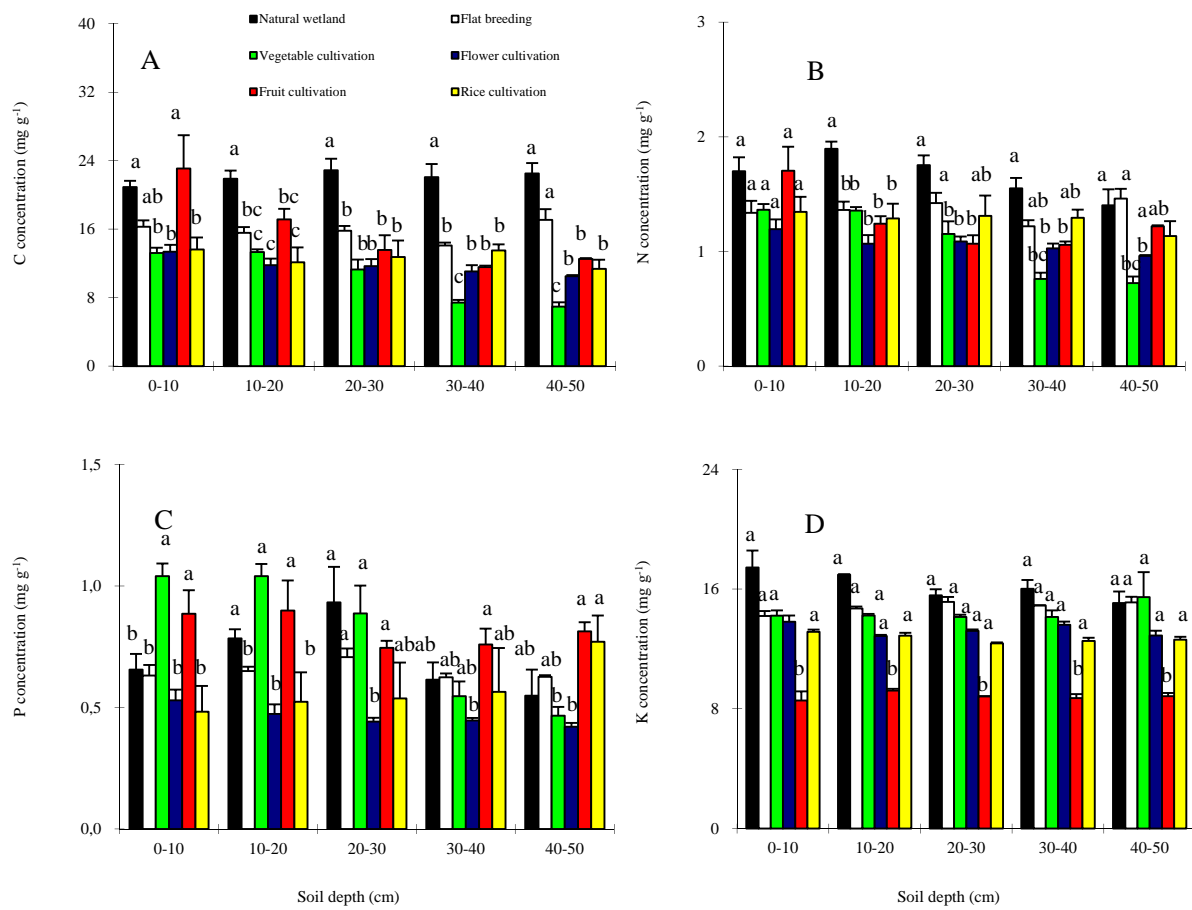 Natural wetland
Flat breeding
Vegetable cultivation
Flower cultivation
Fruit cultivation
Rice cultivation
A
C concentration (mg g-1)
40
32
24
16
8
0
a ab b b a b
a bc c c bc c
a b b b b b
a b c b b b
a a c b b b
0-10 10-20 20-30 30-40 40-50
B
N concentration (mg g-1)
3
2
1
0
a a a a a a
a b b b b b
a ab b b b ab
a ab bc b ab ab
a a bc a ab ab
0-10 10-20 20-30 30-40 40-50
C
P concentration (mg g-1)
1,5
1,0
0,5
0,0
b b a b a b
a b a b a b
a a a b a ab
ab ab ab b a ab
ab ab b b a a
0-10 10-20 20-30 30-40 40-50
Soil depth (cm)
D
K concentration (mg g-1)
24
16
8
0
a a a a b a
a a a a b a
a a a a b a
a a a a b a
a a a a b a
0-10 10-20 20-30 30-40 40-50
Soil depth (cm)